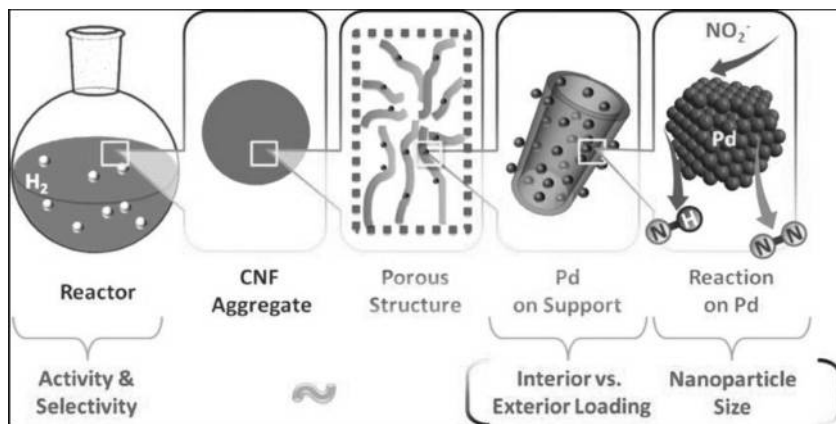 H₂
NO₂⁻
Pd
N H
N N
Reactor
CNF
Aggregate
Porous
Structure
Pd
on Support
Reaction
on Pd
Activity &
Selectivity
Interior vs.
Exterior Loading
Nanoparticle
Size